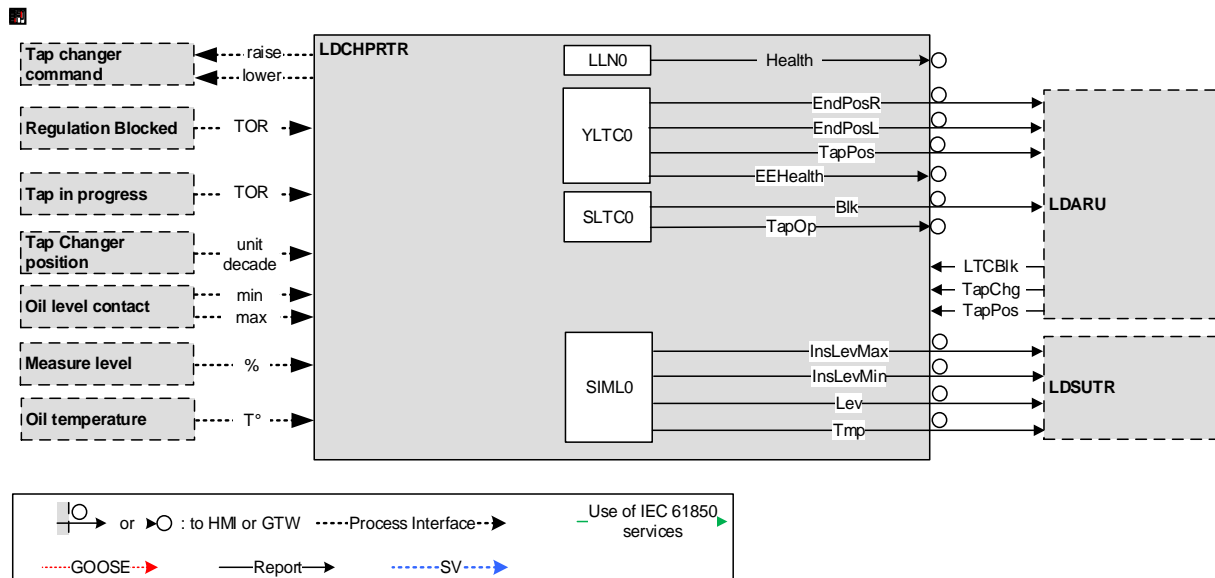 LDCHPRTR
Tap changer
command
raise
lower
Regulation Blocked
TOR
Tap in progress
TOR
Tap Changer
position
unit
decade
Oil level contact
min
max
Measure level
%
Oil temperature
T°
LLN0
Health
YLTC0
EndPosR
EndPosL
TapPos
EEHealth
SLTC0
Blk
TapOp
LDARU
LTCBlk
TapChg
TapPos
SIML0
InsLevMax
InsLevMin
Lev
Tmp
LDSUTR
or : to HMI or GTW
Process Interface
Use of IEC 61850
services
GOOSE
Report
SV